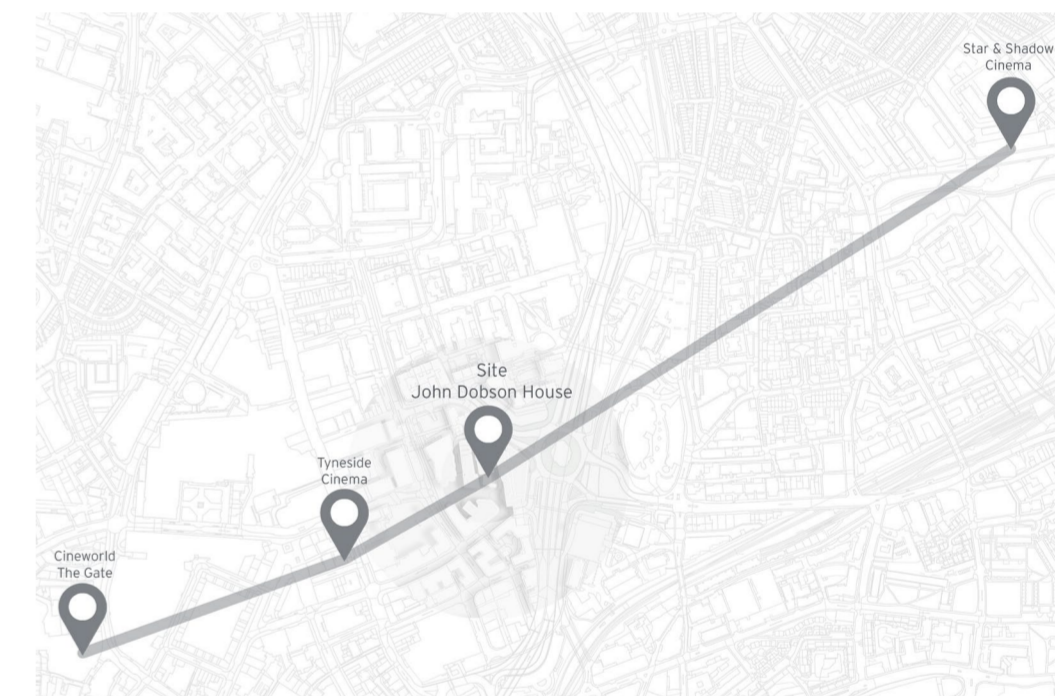 Star & Shadow
Cinema
Site
John Dobson House
Tyneside
Cinema
Cineworld
The Gate